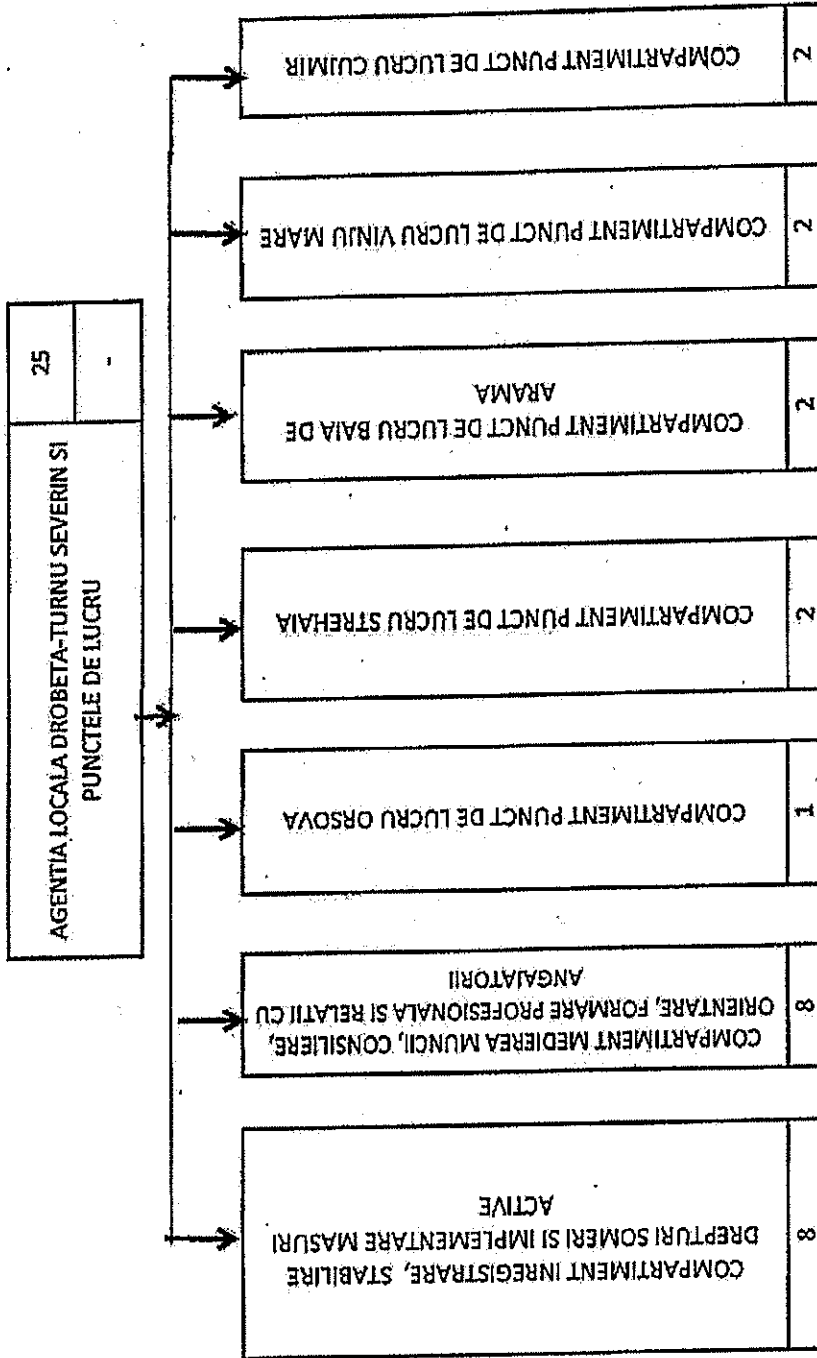 AGENTIA LOCALA DROBETA-TURNU SEVERIN SI
PUNCTELE DE LUCRU
25
-
COMPARTIMENT INREGISTRARE, STABILIRE
DREPTURI SOMERI SI IMPLEMENTARE MASURI
ACTIVE
8
COMPARTIMENT MEDIEREA MUNCII, CONSILIERE,
ORIENTARE, FORMARE PROFESIONALA SI RELATII CU
ANGAJATORII
8
COMPARTIMENT PUNCT DE LUCRU ORSOVA
1
COMPARTIMENT PUNCT DE LUCRU STREHAIA
2
COMPARTIMENT PUNCT DE LUCRU BAIA DE
ARAMA
2
COMPARTIMENT PUNCT DE LUCRU VINJU MARE
2
COMPARTIMENT PUNCT DE LUCRU CUJMIR
2